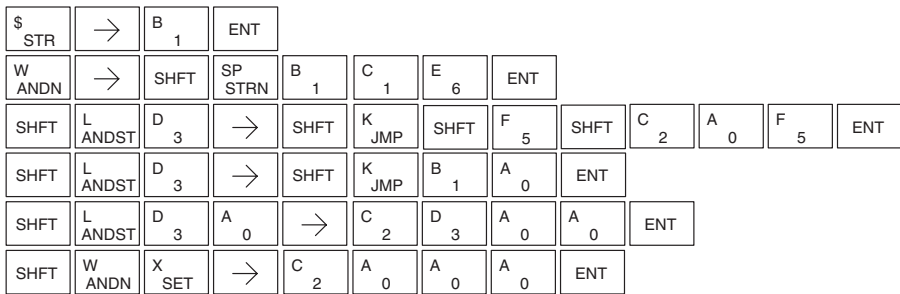 $ STR → B 1 ENT
W ANDN → SHFT SP STRN B 1 C 1 E 6 ENT
SHFT L ANDST D 3 → SHFT K JMP SHFT F 5 SHFT C 2 A 0 F 5 ENT
SHFT L ANDST D 3 → SHFT K JMP B 1 A 0 ENT
SHFT L ANDST D 3 A 0 → C 2 D 3 A 0 A 0 ENT
SHFT W ANDN X SET → C 2 A 0 A 0 A 0 ENT